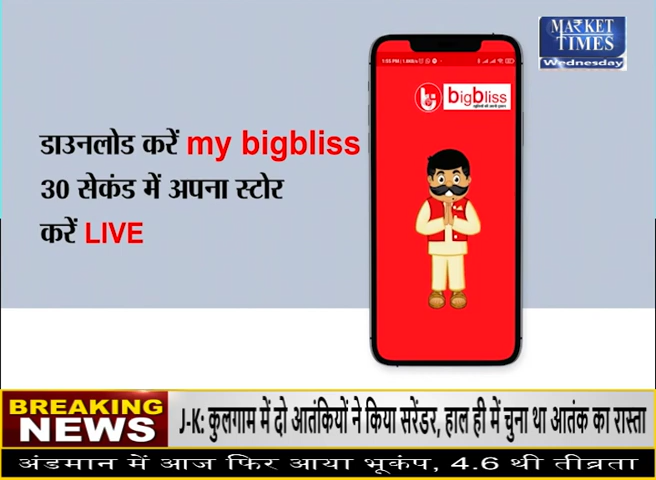 MARKET
TIMES
Wednesday
bigbliss
डाउनलोड करें my bigbliss
30 सेकंड में अपना स्टोर
करें LIVE
BREAKING
NEWS
J-K: कुलगाम में दो आतंकियों ने किया सरेंडर, हाल ही में चुना था आतंक का रास्ता
अंडमान में आज फिर आया भूकंप, 4.6 थी तीव्रता